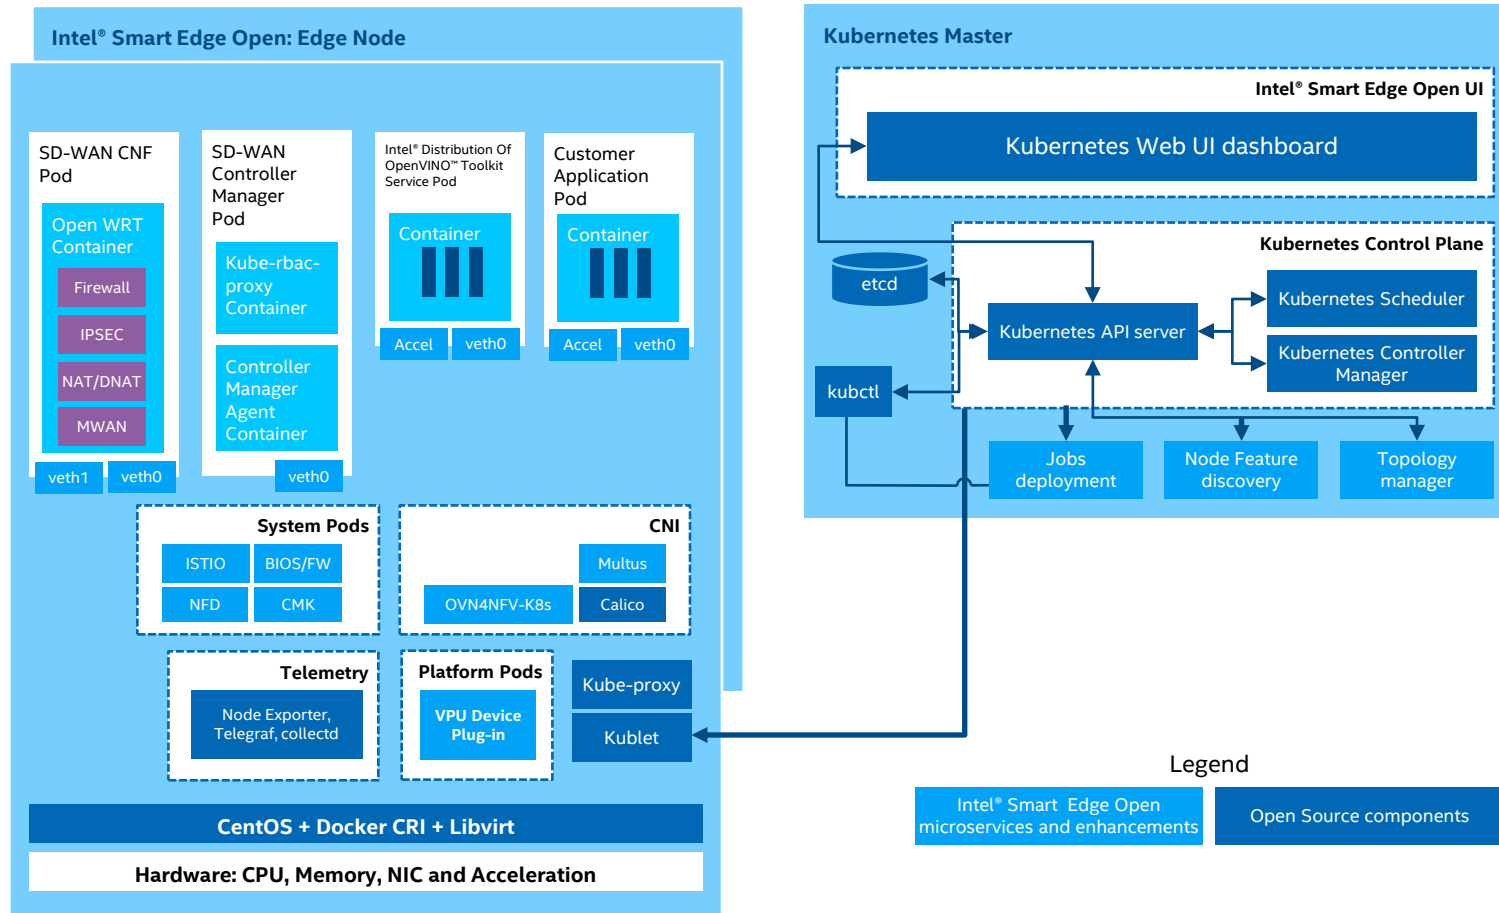 Intel® Smart Edge Open: Edge Node
SD-WAN CNF
Pod
Open WRT
Container
Firewall
IPSEC
NAT/DNAT
MWAN
veth1
veth0
SD-WAN
Controller
Manager
Pod
Kube-rbac-
proxy
Container
Controller
Manager
Agent
Container
veth0
Intel® Distribution Of
OpenVINO™ Toolkit
Service Pod
Container
Accel
veth0
Customer
Application
Pod
Container
Accel
veth0
System Pods
ISTIO
BIOS/FW
NFD
CMK
CNI
Multus
OVN4NFV-K8s
Calico
Telemetry
Node Exporter,
Telegraf, collectd
Platform Pods
VPU Device
Plug-in
Kube-proxy
Kublet
CentOS + Docker CRI + Libvirt
Hardware: CPU, Memory, NIC and Acceleration
Kubernetes Master
Intel® Smart Edge Open UI
Kubernetes Web UI dashboard
Kubernetes Control Plane
etcd
Kubernetes API server
Kubernetes Scheduler
Kubernetes Controller
Manager
kubctl
Jobs
deployment
Node Feature
discovery
Topology
manager
Legend
Intel® Smart Edge Open
microservices and enhancements
Open Source components